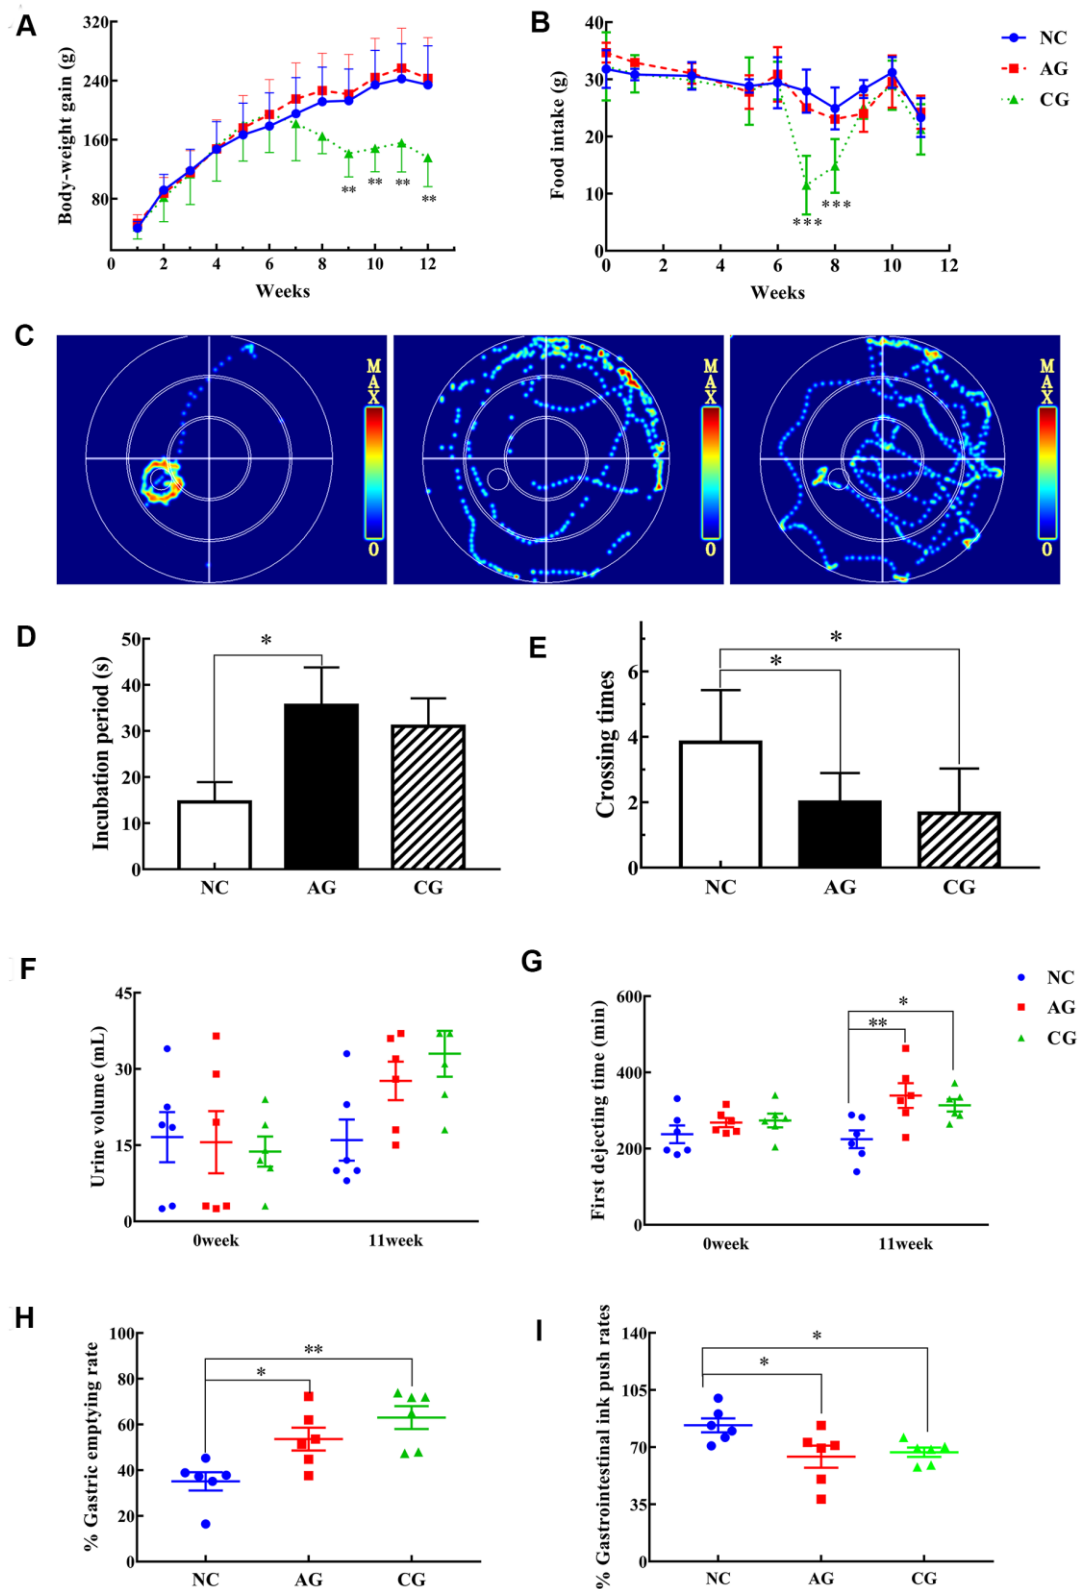 A
Body-weight gain (g)
320
240
160
80
0 2 4 6 8 10 12
Weeks
** ** ** **
B
Food intake (g)
40
30
20
10
0
0 2 4 6 8 10 12
Weeks
*** ***
NC
AG
CG
C
MAX
0
MAX
0
MAX
0
D
Incubation period (s)
50
40
30
20
10
0
*
NC AG CG
E
Crossing times
6
4
2
0
*
*
NC AG CG
F
Urine volume (mL)
45
30
15
0
0week 11week
G
First dejecting time (min)
600
400
200
0
*
**
0week 11week
NC
AG
CG
H
% Gastric emptying rate
100
80
60
40
20
0
**
*
NC AG CG
I
% Gastrointestinal ink push rates
140
105
70
35
0
*
*
NC AG CG